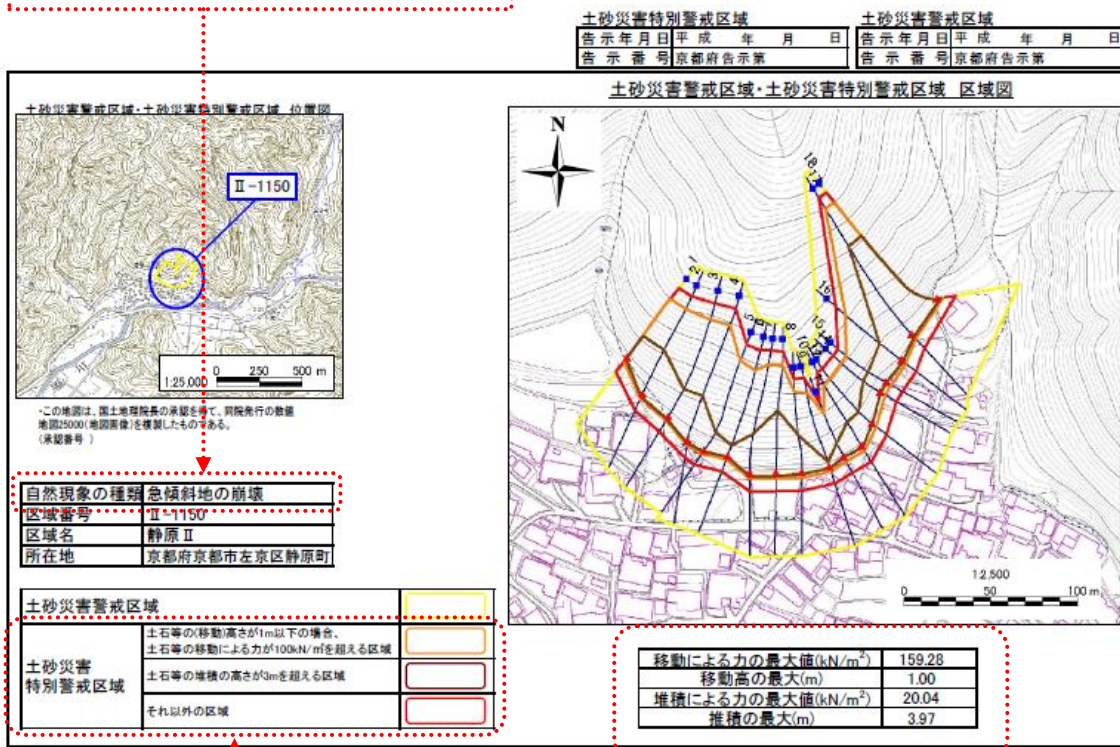 土砂災害特別警戒区域
告示年月日 平成 年 月 日
告示番号 京都府告示第
土砂災害警戒区域
告示年月日 平成 年 月 日
告示番号 京都府告示第
土砂災害警戒区域・土砂災害特別警戒区域 位置図
Ⅱ-1150
1:25,000
0 250 500 m
・この地図は、国土地理院長の承認を得て、同院発行の数値
地図25000(地図画像)を複製したものである。
(承認番号 )
土砂災害警戒区域・土砂災害特別警戒区域 区域図
N
1
2
3
4
5
6
8
9
10
15
16
17
18
1:2,500
0 50 100 m
自然現象の種類 急傾斜地の崩壊
区域番号 Ⅱ-1150
区域名 静原Ⅱ
所在地 京都府京都市左京区静原町
土砂災害警戒区域
土砂災害
特別警戒区域
土石等の(移動)高さが1m以下の場合、
土石等の移動による力が100kN/㎡を超える区域
土石等の堆積の高さが3mを超える区域
それ以外の区域
移動による力の最大値(kN/m²) 159.28
移動高の最大(m) 1.00
堆積による力の最大値(kN/m²) 20.04
推積の最大(m) 3.97